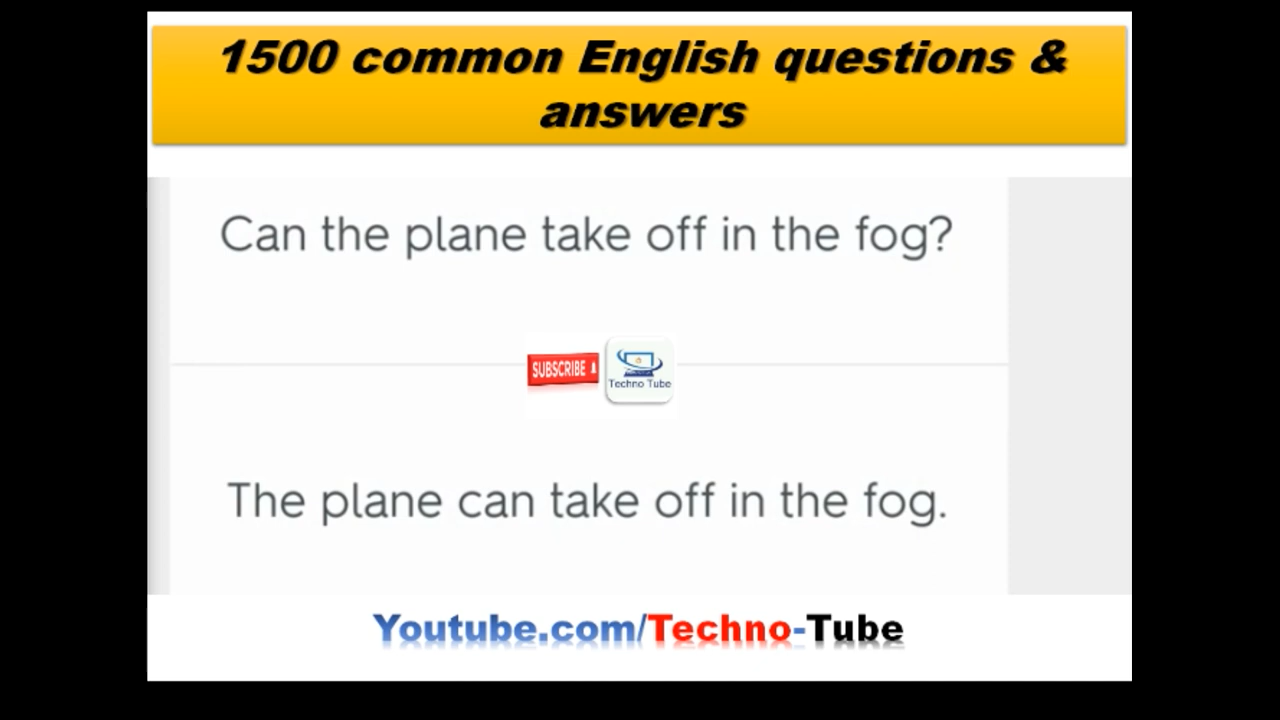 1500 common English questions &
answers
Can the plane take off in the fog?
SUBSCRIBE
Techno Tube
The plane can take off in the fog.
Youtube.com/Techno-Tube